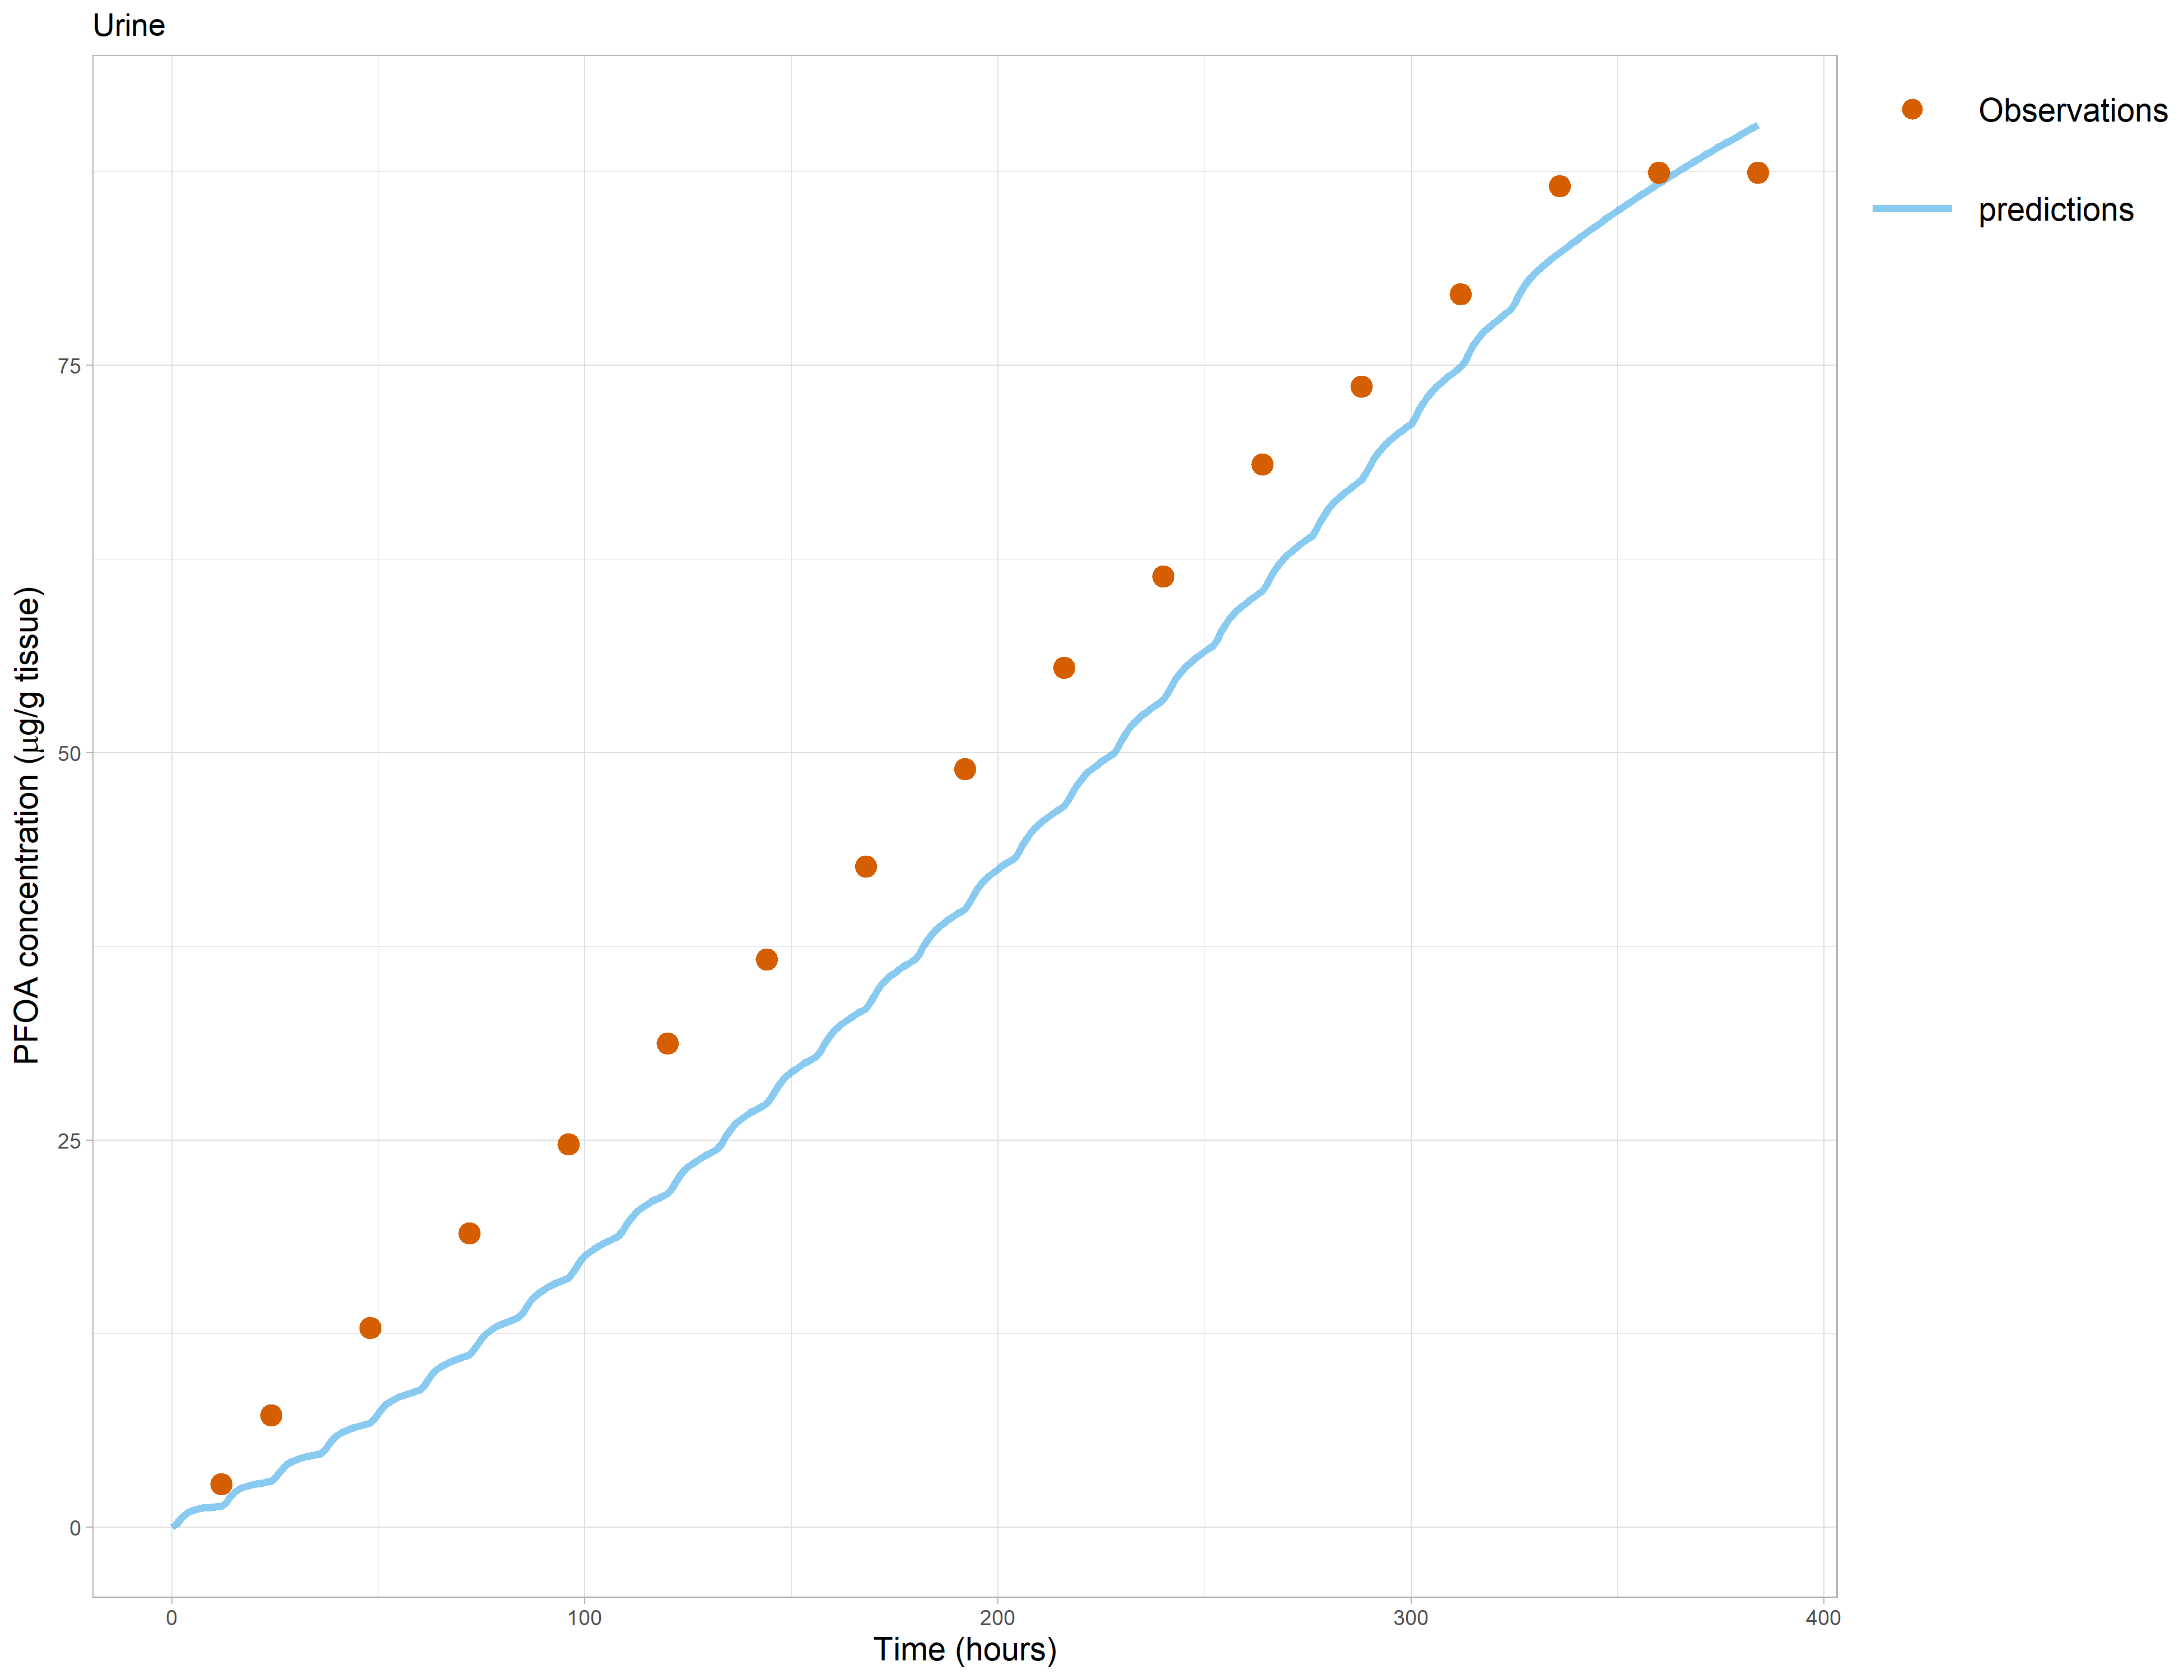 Urine
Observations
predictions
PFOA concentration (μg/g tissue)
75
50
25
0
0 100 200 300 400
Time (hours)